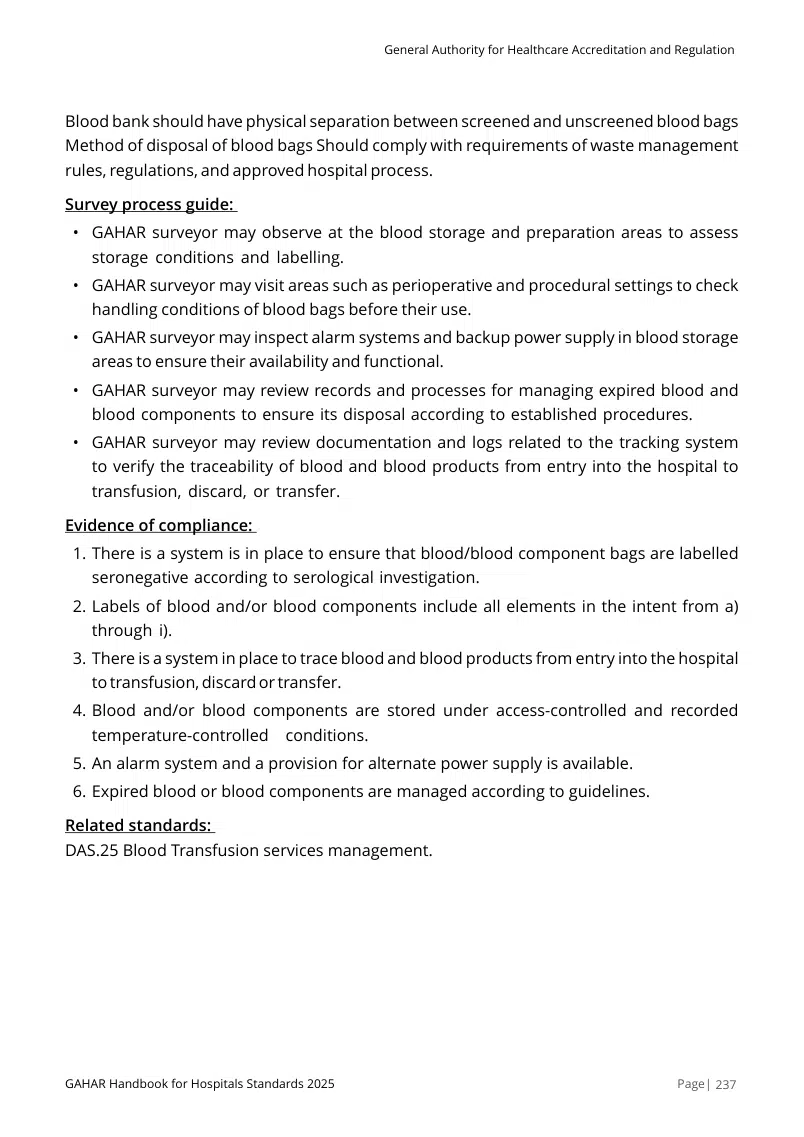 General Authority for Healthcare Accreditation and Regulation
Blood bank should have physical separation between screened and unscreened blood bags
Method of disposal of blood bags Should comply with requirements of waste management
rules, regulations, and approved hospital process.
Survey process guide:
• GAHAR surveyor may observe at the blood storage and preparation areas to assess
storage conditions and labelling.
• GAHAR surveyor may visit areas such as perioperative and procedural settings to check
handling conditions of blood bags before their use.
• GAHAR surveyor may inspect alarm systems and backup power supply in blood storage
areas to ensure their availability and functional.
• GAHAR surveyor may review records and processes for managing expired blood and
blood components to ensure its disposal according to established procedures.
• GAHAR surveyor may review documentation and logs related to the tracking system
to verify the traceability of blood and blood products from entry into the hospital to
transfusion, discard, or transfer.
Evidence of compliance:
1. There is a system is in place to ensure that blood/blood component bags are labelled
seronegative according to serological investigation.
2. Labels of blood and/or blood components include all elements in the intent from a)
through i).
3. There is a system in place to trace blood and blood products from entry into the hospital
to transfusion, discard or transfer.
4. Blood and/or blood components are stored under access-controlled and recorded
temperature-controlled conditions.
5. An alarm system and a provision for alternate power supply is available.
6. Expired blood or blood components are managed according to guidelines.
Related standards:
DAS.25 Blood Transfusion services management.
GAHAR Handbook for Hospitals Standards 2025
Page| 237